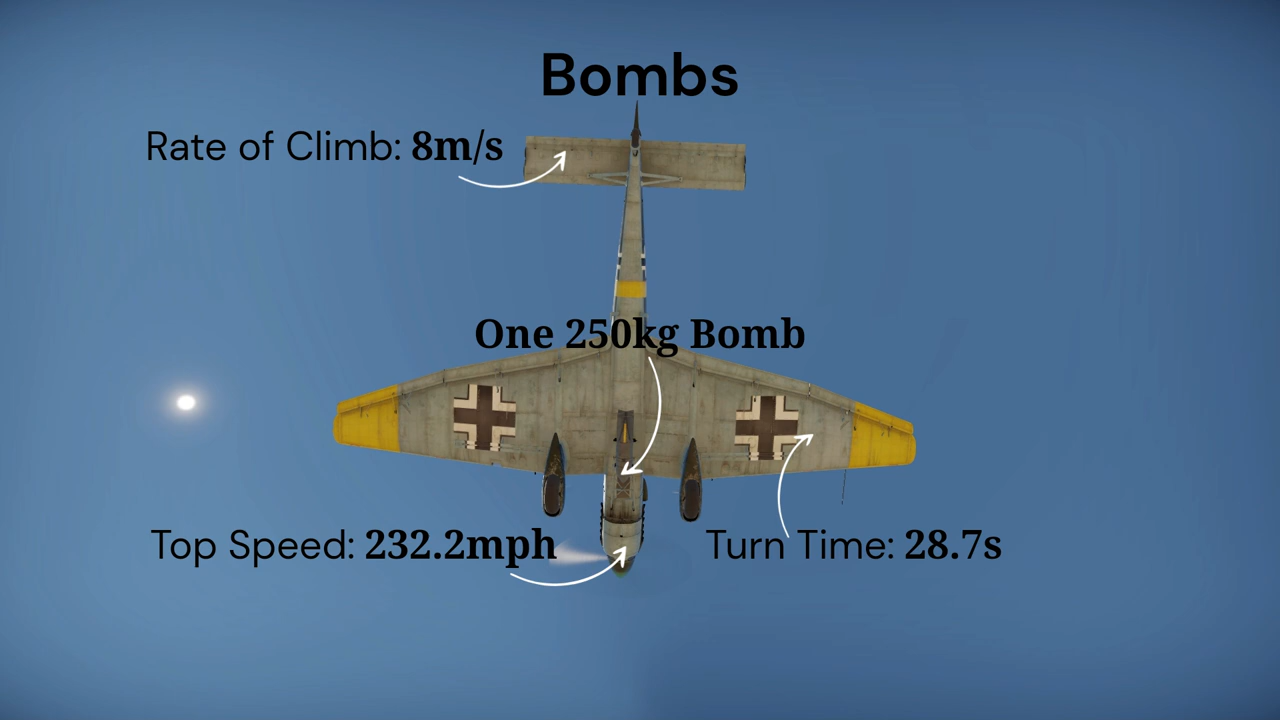 Bombs
Rate of Climb: 8m/s
One 250kg Bomb
Top Speed: 232.2mph
Turn Time: 28.7s